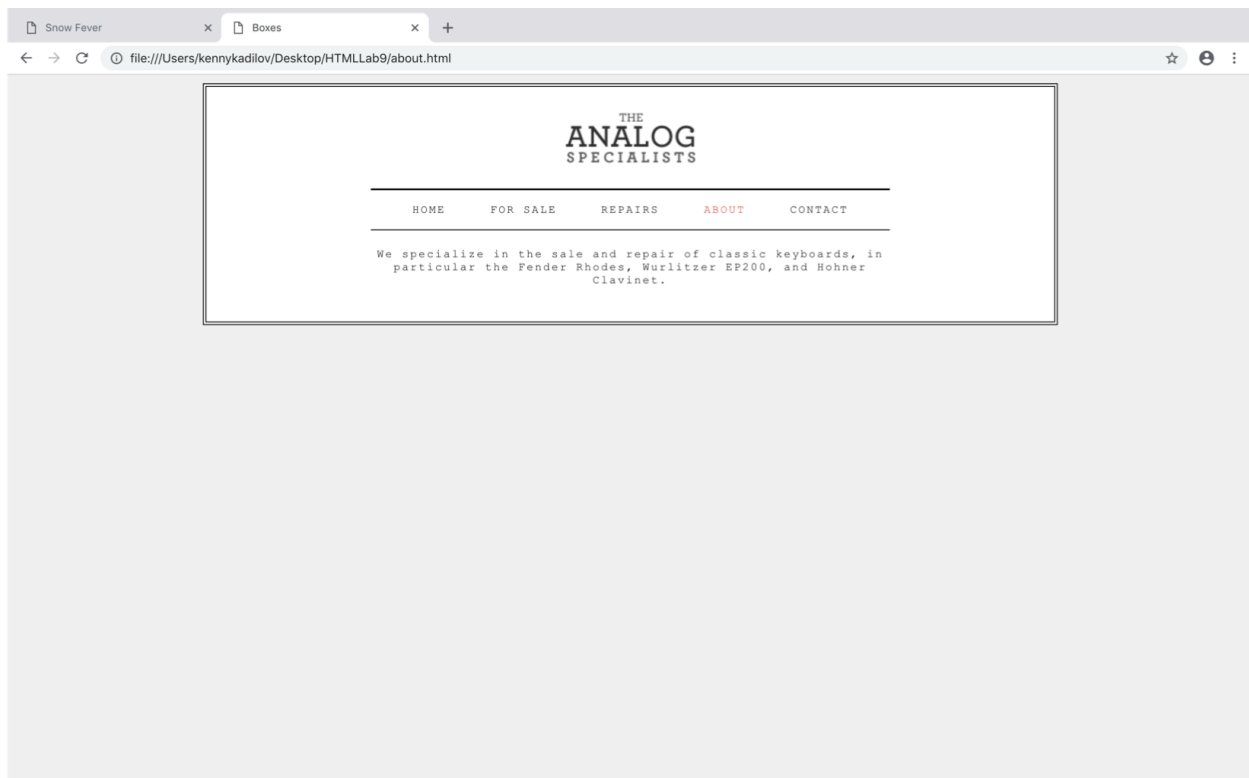 Snow Fever
Boxes
file:///Users/kennykadilov/Desktop/HTMLLab9/about.html
THE
ANALOG
SPECIALISTS
HOME FOR SALE REPAIRS ABOUT CONTACT
We specialize in the sale and repair of classic keyboards, in
particular the Fender Rhodes, Wurlitzer EP200, and Hohner
Clavinet.